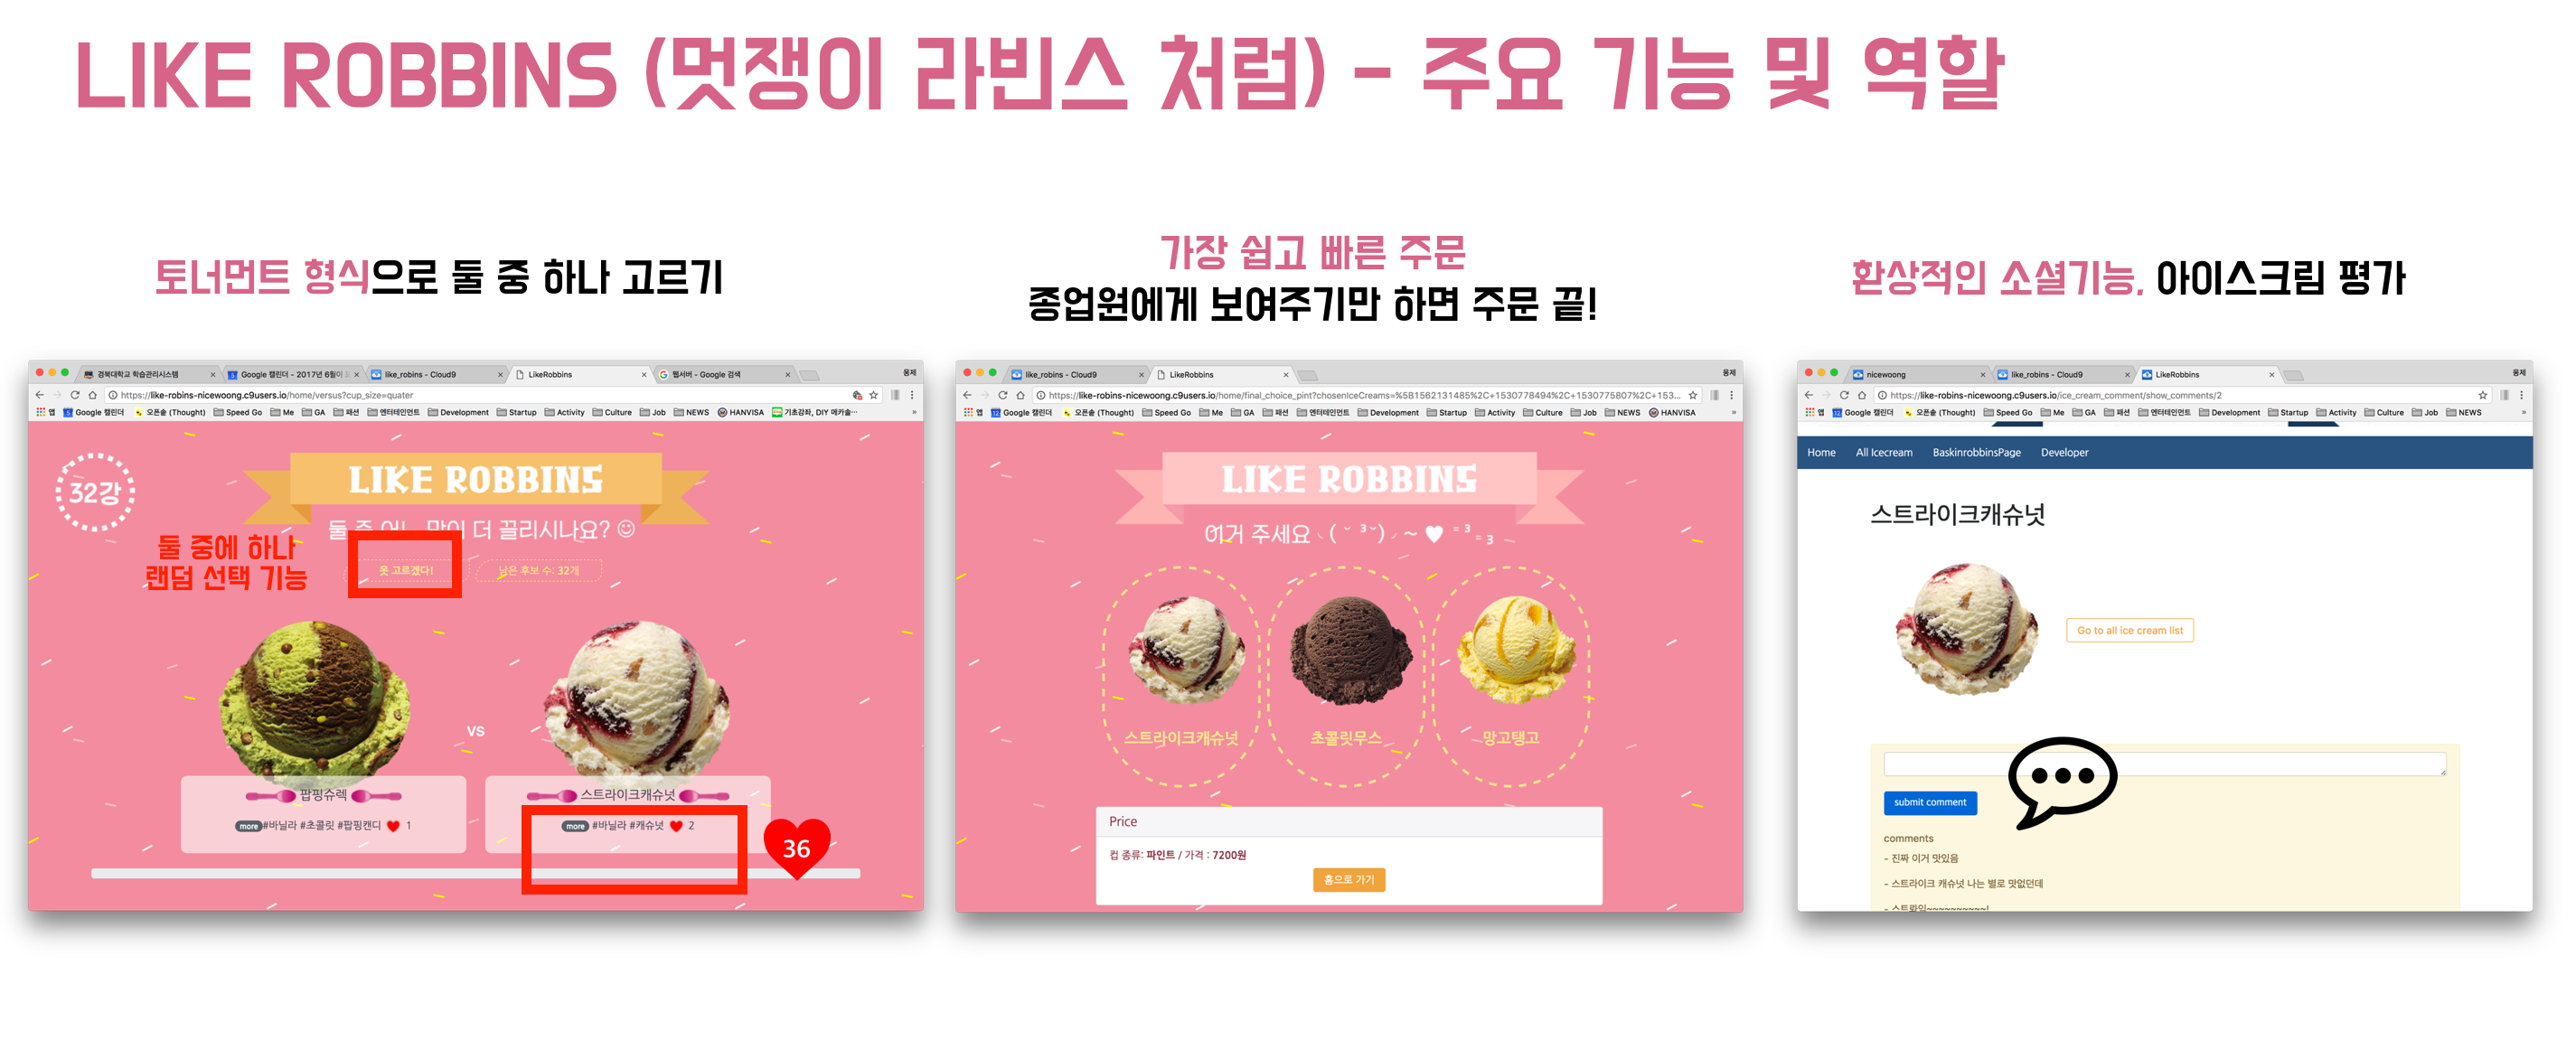 LIKE ROBBINS (멋쟁이 라빈스 처럼) - 주요 기능 및 역할
토너먼트 형식으로 둘 중 하나 고르기
경북대학교 학습관리시스템
Google 캘린더 - 2017년 6월
like_robins - Cloud9
LikeRobbins
웹서버 - Google 검색
웅제
https://like-robins-nicewoong.c9users.io/home/versus?cup_size=quater
앱 Google 캘린더 오픈솔 (Thought) Speed Go Me GA 패션 엔터테인먼트 Development Startup Activity Culture Job NEWS HANVISA 기초강좌, DIY 메카솔… »
32강
LIKE ROBBINS
둘 중 어느 맛이 더 끌리시나요?
둘 중에 하나
랜덤 선택 기능
못 고르겠다!
남은 후보 수: 32개
팝핑슈렉
more #바닐라 #초콜릿 #팝핑캔디 ❤ 1
VS
스트라이크캐슈넛
more #바닐라 #캐슈넛 ❤ 2
36
가장 쉽고 빠른 주문
종업원에게 보여주기만 하면 주문 끝!
like_robins - Cloud9
LikeRobbins
웅제
https://like-robins-nicewoong.c9users.io/home/final_choice_pint?chosenIceCreams=%5B1562131485%2C+1530778494%2C+1530775807%2C+153...
앱 Google 캘린더 오픈솔 (Thought) Speed Go Me GA 패션 엔터테인먼트 Development Startup Activity Culture Job NEWS HANVISA »
LIKE ROBBINS
이거 주세요 ◟( ˘ ³˘)◞ ~ ♥ ⁼ ³ ₌ ₃
스트라이크캐슈넛
초콜릿무스
망고탱고
Price
컵 종류: 파인트 / 가격 : 7200원
홈으로 가기
환상적인 소셜기능, 아이스크림 평가
nicewoong
like_robins - Cloud9
LikeRobbins
웅제
https://like-robins-nicewoong.c9users.io/ice_cream_comment/show_comments/2
앱 Google 캘린더 오픈솔 (Thought) Speed Go Me GA 패션 엔터테인먼트 Development Startup Activity Culture Job NEWS »
Home All Icecream BaskinrobbinsPage Developer
스트라이크캐슈넛
Go to all ice cream list
submit comment
comments
- 진짜 이거 맛있음
- 스트라이크 캐슈넛 나는 별로 맛없던데